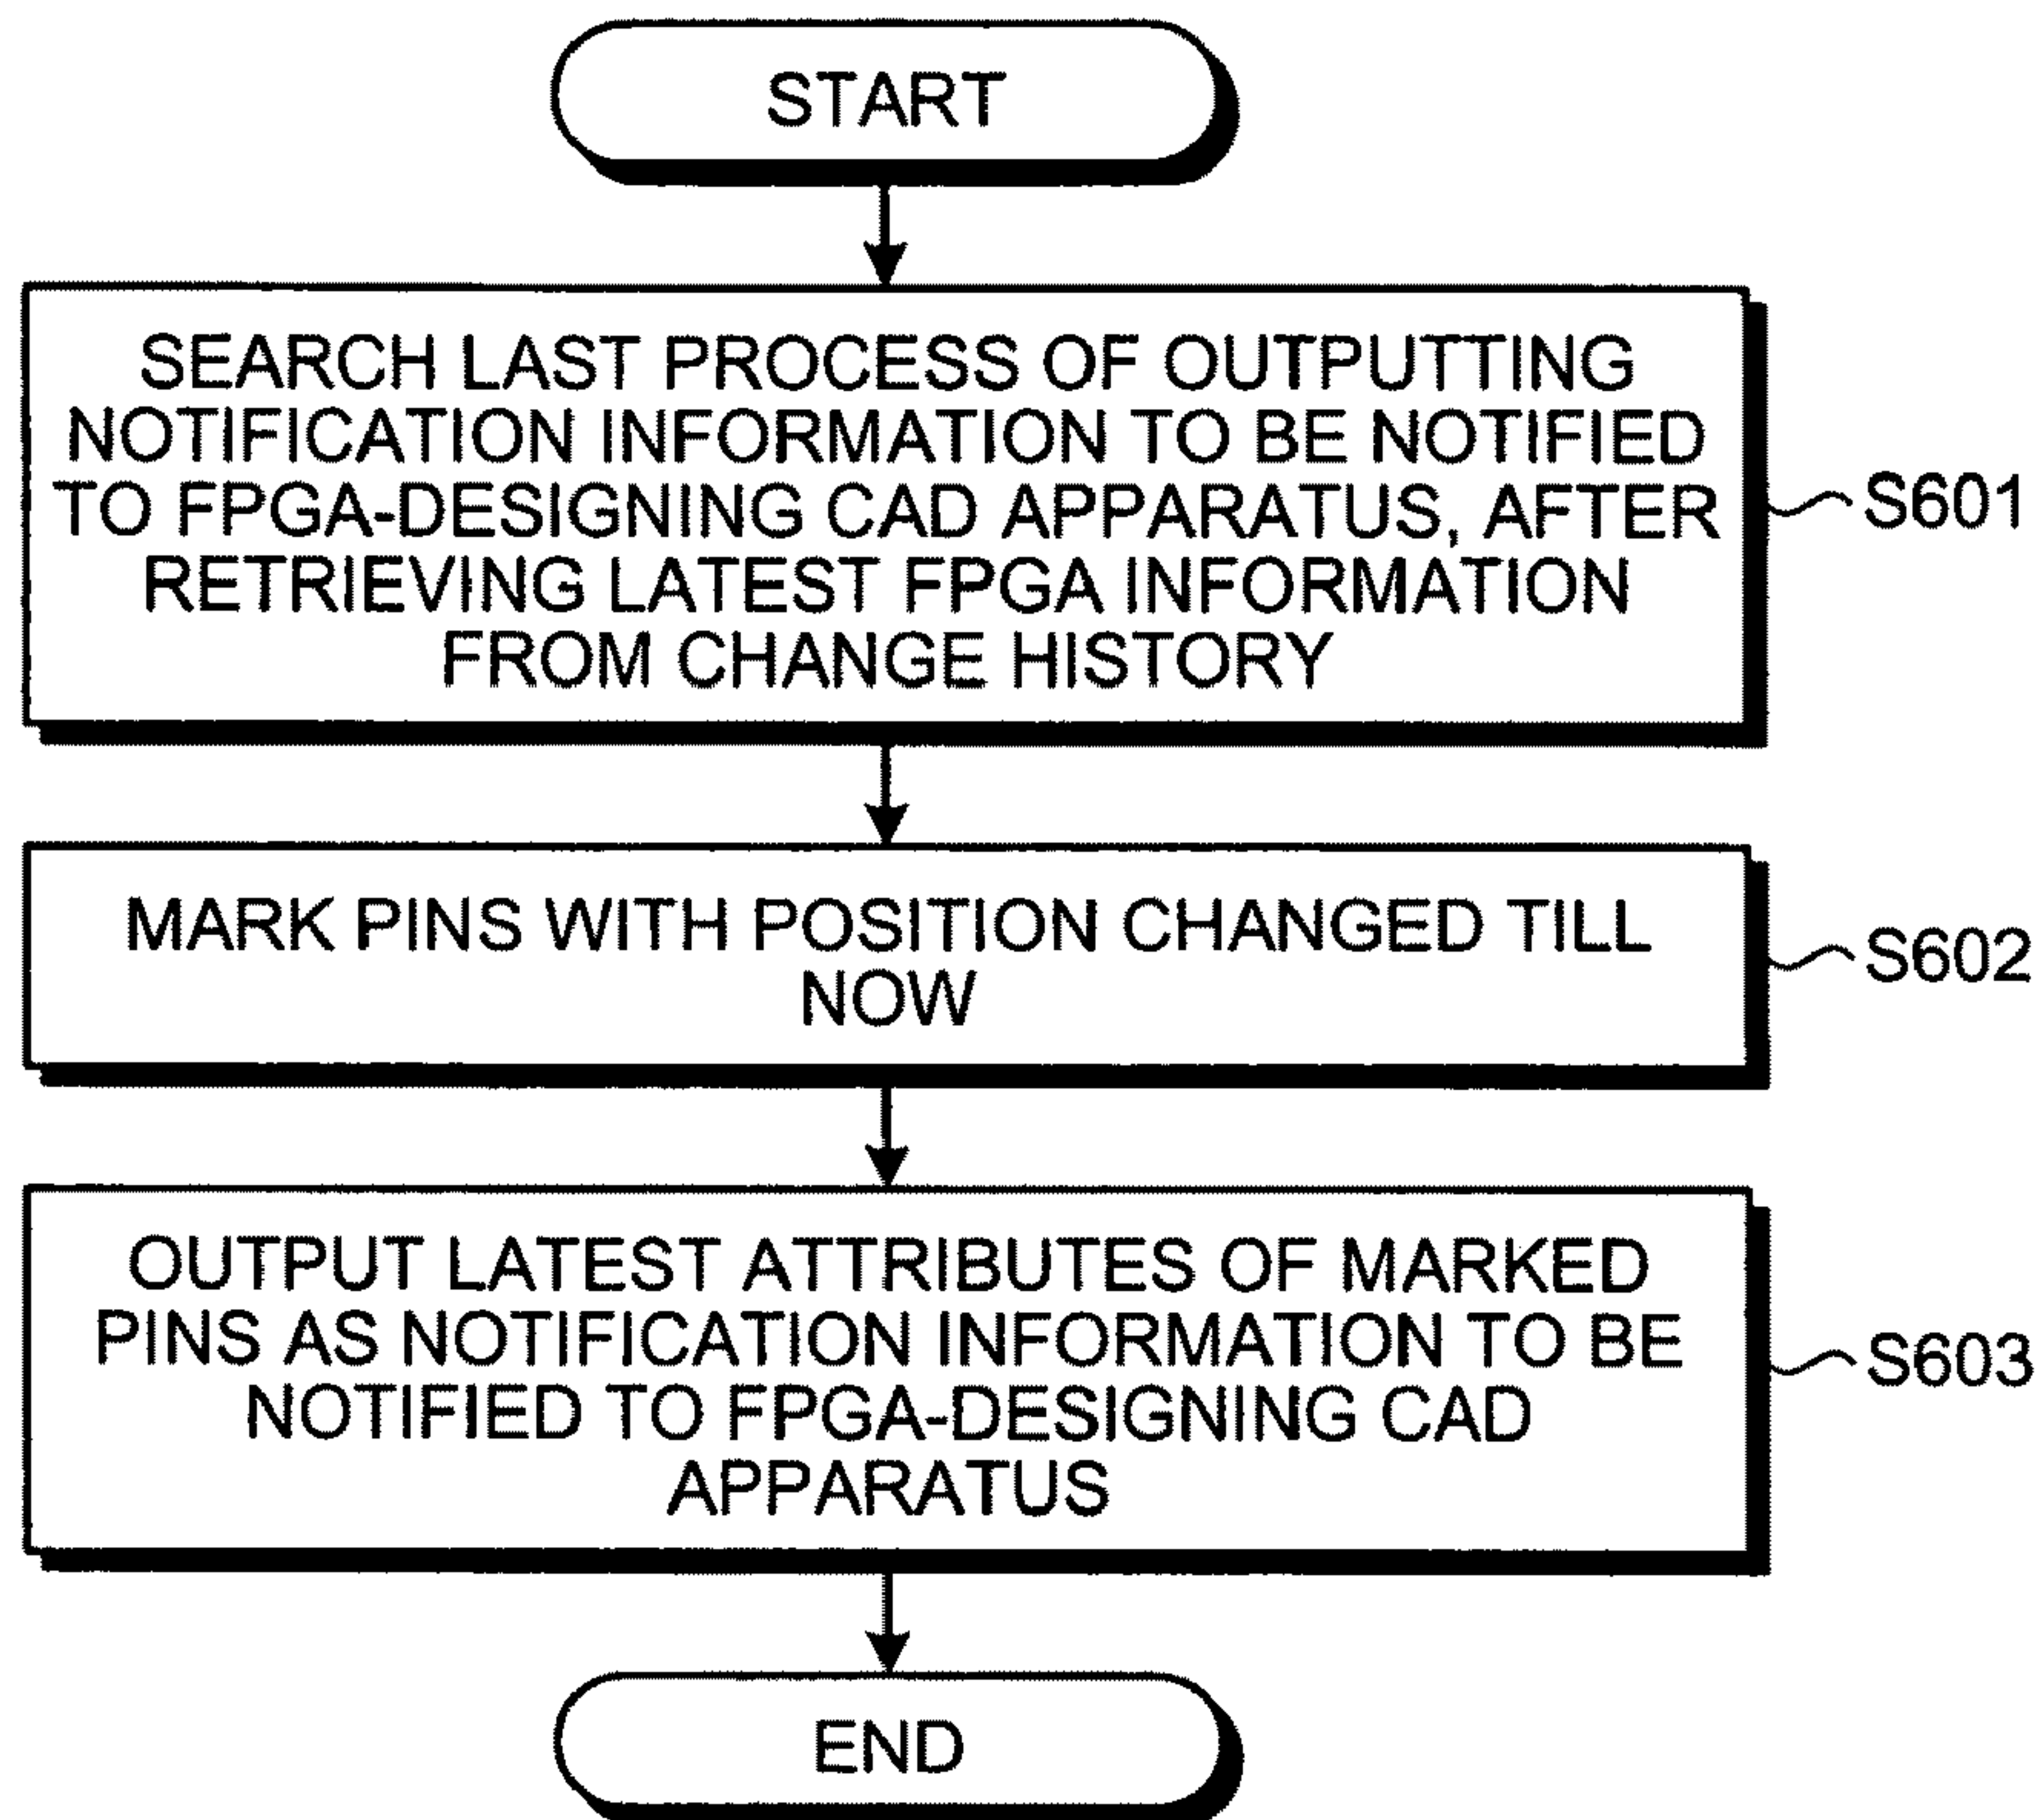 START
SEARCH LAST PROCESS OF OUTPUTTING
NOTIFICATION INFORMATION TO BE NOTIFIED
TO FPGA-DESIGNING CAD APPARATUS, AFTER
RETRIEVING LATEST FPGA INFORMATION
FROM CHANGE HISTORY
S601
MARK PINS WITH POSITION CHANGED TILL
NOW
S602
OUTPUT LATEST ATTRIBUTES OF MARKED
PINS AS NOTIFICATION INFORMATION TO BE
NOTIFIED TO FPGA-DESIGNING CAD
APPARATUS
S603
END